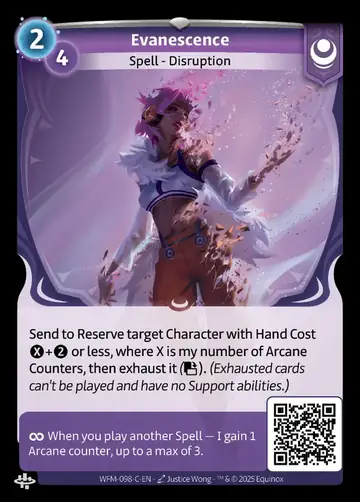 2
4
Evanescence
Spell - Disruption
Send to Reserve target Character with Hand Cost
X+2 or less, where X is my number of Arcane
Counters, then exhaust it (). (Exhausted cards
can't be played and have no Support abilities.)
∞ When you play another Spell — I gain 1
Arcane counter, up to a max of 3.
WFM-098-C-EN - Justice Wong - ™ & © 2025 Equinox